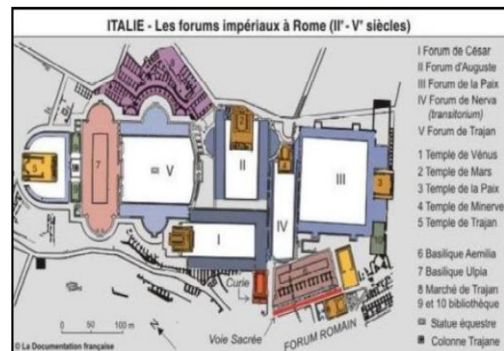 ITALIE - Les forums impériaux à Rome (IIe - Ve siècles)
I Forum de César
II Forum d'Auguste
III Forum de la Paix
IV Forum de Nerva
(transitorium)
V Forum de Trajan
1 Temple de Vénus
2 Temple de Mars
3 Temple de la Paix
4 Temple de Minerve
5 Temple de Trajan
6 Basilique Aemilia
7 Basilique Ulpia
8 Marché de Trajan
9 et 10 bibliothèque
Statue équestre
Colonne Trajane
5
7
V
2
II
III
3
I
IV
6
Curie
Voie Sacrée
FORUM ROMAIN
0 50 100 m
N
© La Documentation française